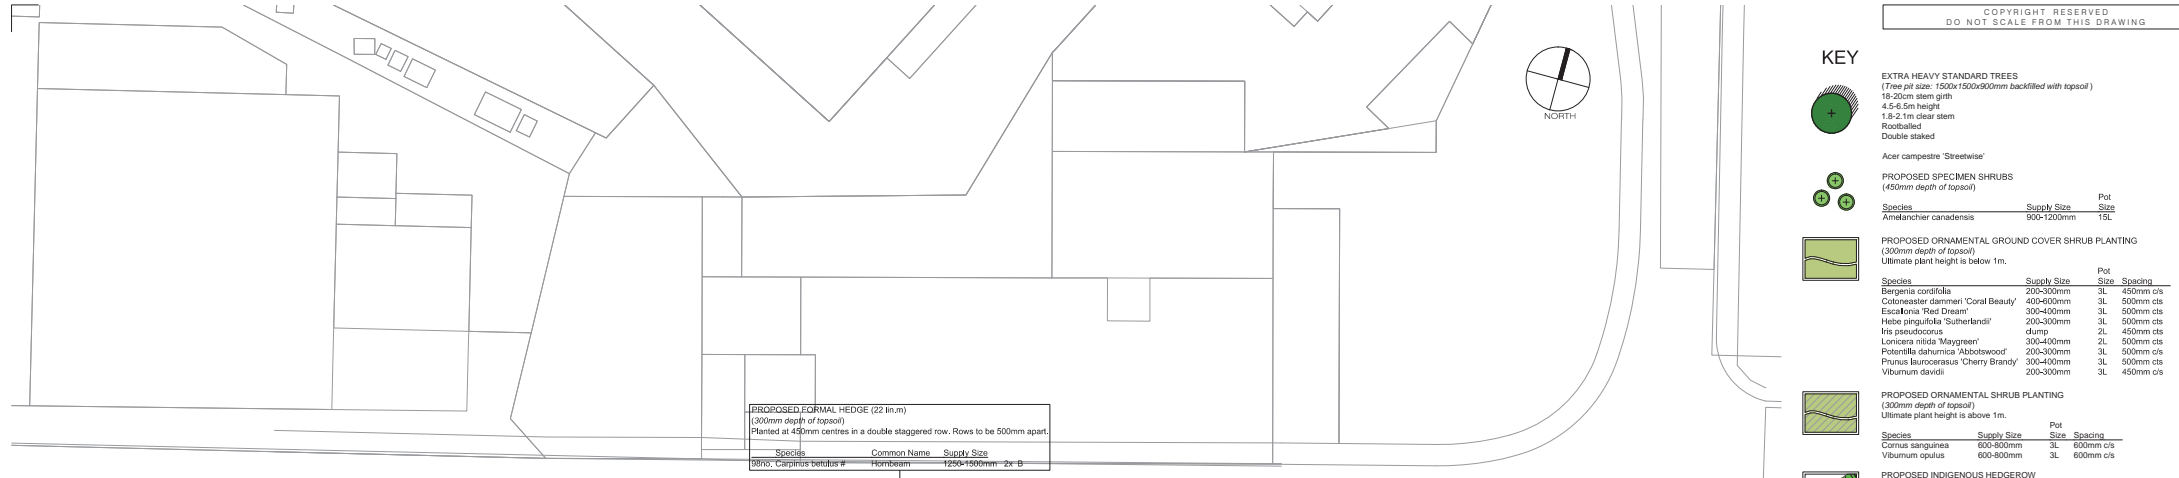 COPYRIGHT RESERVED
DO NOT SCALE FROM THIS DRAWING
KEY
NORTH
EXTRA HEAVY STANDARD TREES
(Tree pit size: 1500x1500x900mm backfilled with topsoil )
18-20cm stem girth
4.5-6.5m height
1.8-2.1m clear stem
Rootballed
Double staked
Acer campestre 'Streetwise'
PROPOSED SPECIMEN SHRUBS
(450mm depth of topsoil)
Pot
Species Supply Size Size
Amelanchier canadensis 900-1200mm 15L
PROPOSED ORNAMENTAL GROUND COVER SHRUB PLANTING
(300mm depth of topsoil)
Ultimate plant height is below 1m.
Pot
Species Supply Size Size Spacing
Bergenia cordifolia 200-300mm 3L 450mm c/s
Cotoneaster dammeri 'Coral Beauty' 400-600mm 3L 500mm cts
Escallonia 'Red Dream' 300-400mm 3L 500mm cts
Hebe pinguifolia 'Sutherlandii' 200-300mm 3L 500mm cts
Iris pseudocorus clump 2L 450mm cts
Lonicera nitida 'Maygreen' 300-400mm 2L 500mm cts
Potentilla dahurnica 'Abbotswood' 200-300mm 3L 500mm c/s
Prunus laurocerasus 'Cherry Brandy' 300-400mm 3L 500mm cts
Viburnum davidii 200-300mm 3L 450mm c/s
PROPOSED ORNAMENTAL SHRUB PLANTING
(300mm depth of topsoil)
Ultimate plant height is above 1m.
Pot
Species Supply Size Size Spacing
Cornus sanguinea 600-800mm 3L 600mm c/s
Viburnum opulus 600-800mm 3L 600mm c/s
PROPOSED INDIGENOUS HEDGEROW
PROPOSED FORMAL HEDGE (22 lin.m)
(300mm depth of topsoil)
Planted at 450mm centres in a double staggered row. Rows to be 500mm apart.
Species Common Name Supply Size
98no. Carpinus betulus # Hornbeam 1250-1500mm 2x B